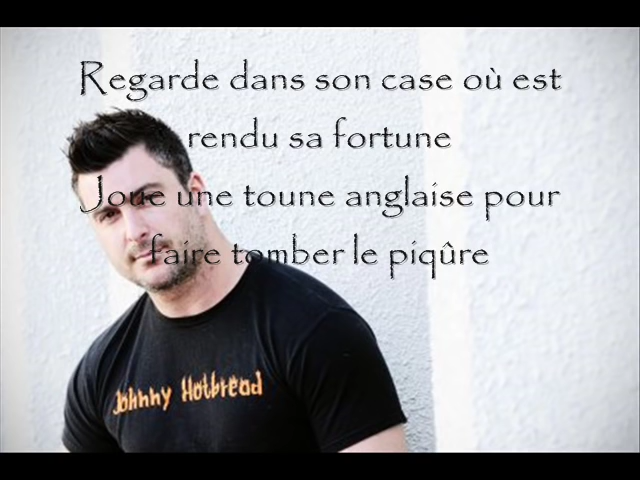 Regarde dans son case où est
rendu sa fortune
Joue une toune anglaise pour
faire tomber le piqûre
Johnny Hotbread